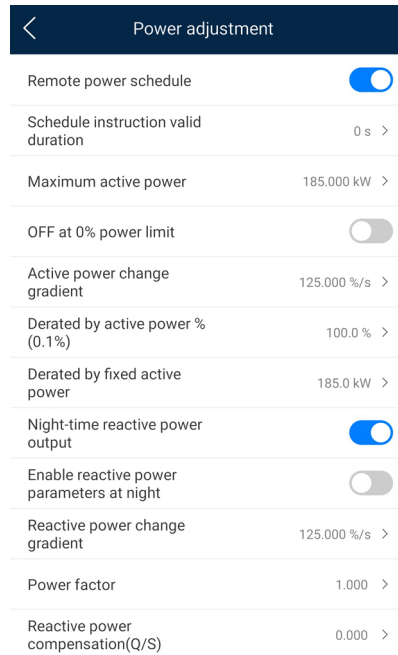 Power adjustment
Remote power schedule
Schedule instruction valid
duration
0 s
Maximum active power
185.000 kW
OFF at 0% power limit
Active power change
gradient
125.000 %/s
Derated by active power %
(0.1%)
100.0 %
Derated by fixed active
power
185.0 kW
Night-time reactive power
output
Enable reactive power
parameters at night
Reactive power change
gradient
125.000 %/s
Power factor
1.000
Reactive power
compensation(Q/S)
0.000